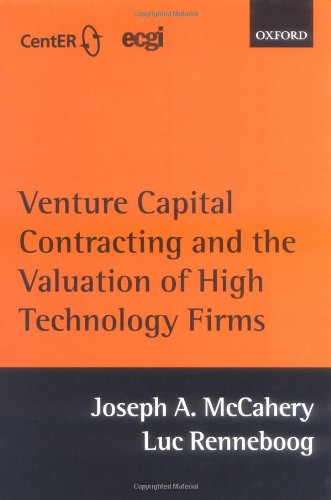 CentER
ecgi
OXFORD
Venture Capital
Contracting and the
Valuation of High
Technology Firms
Joseph A. McCahery
Luc Renneboog